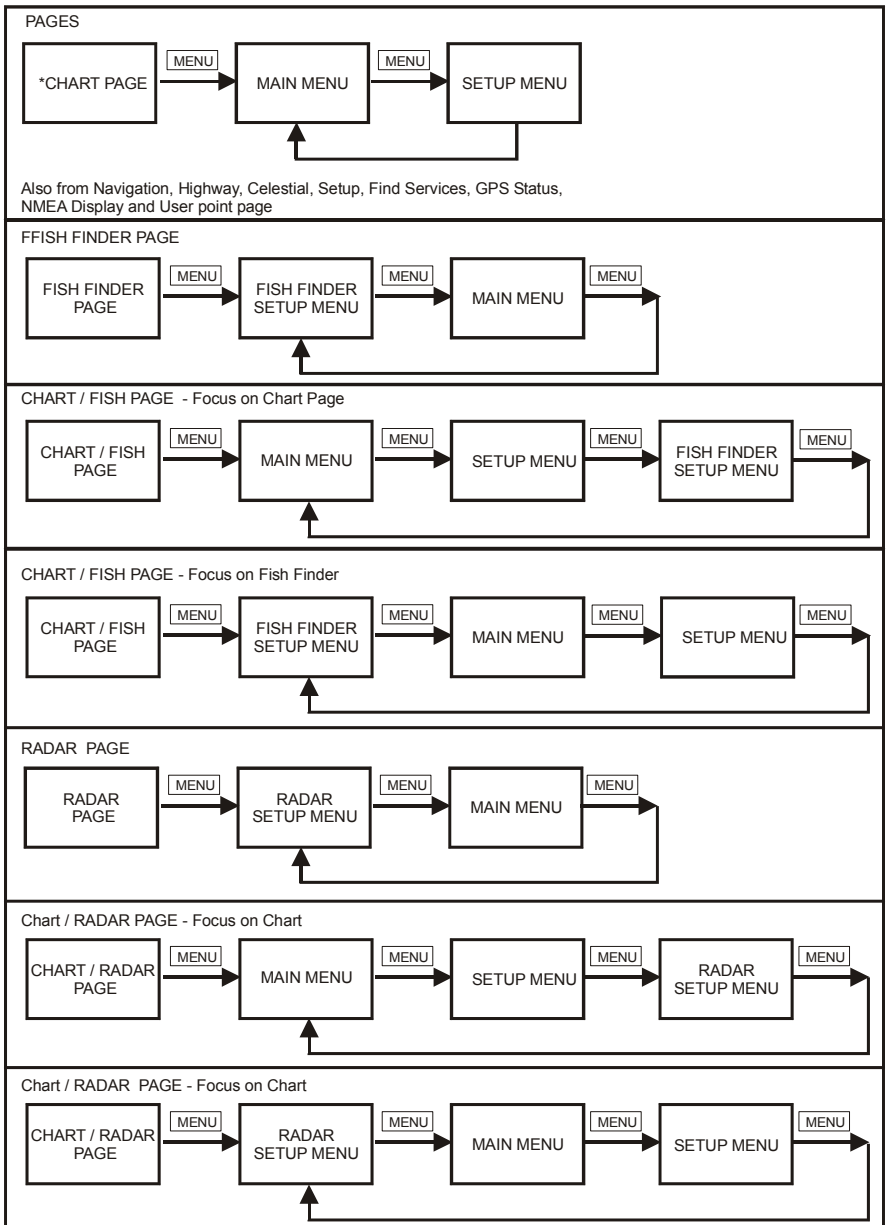 PAGES
MENU
MENU
*CHART PAGE
MAIN MENU
SETUP MENU
Also from Navigation, Highway, Celestial, Setup, Find Services, GPS Status,
NMEA Display and User point page
FFISH FINDER PAGE
MENU
MENU
MENU
FISH FINDER
PAGE
FISH FINDER
SETUP MENU
MAIN MENU
CHART / FISH PAGE - Focus on Chart Page
MENU
MENU
MENU
MENU
CHART / FISH
PAGE
MAIN MENU
SETUP MENU
FISH FINDER
SETUP MENU
CHART / FISH PAGE - Focus on Fish Finder
MENU
MENU
MENU
MENU
CHART / FISH
PAGE
FISH FINDER
SETUP MENU
MAIN MENU
SETUP MENU
RADAR PAGE
MENU
MENU
MENU
RADAR
PAGE
RADAR
SETUP MENU
MAIN MENU
Chart / RADAR PAGE - Focus on Chart
MENU
MENU
MENU
MENU
CHART / RADAR
PAGE
MAIN MENU
SETUP MENU
RADAR
SETUP MENU
Chart / RADAR PAGE - Focus on Chart
MENU
MENU
MENU
MENU
CHART / RADAR
PAGE
RADAR
SETUP MENU
MAIN MENU
SETUP MENU